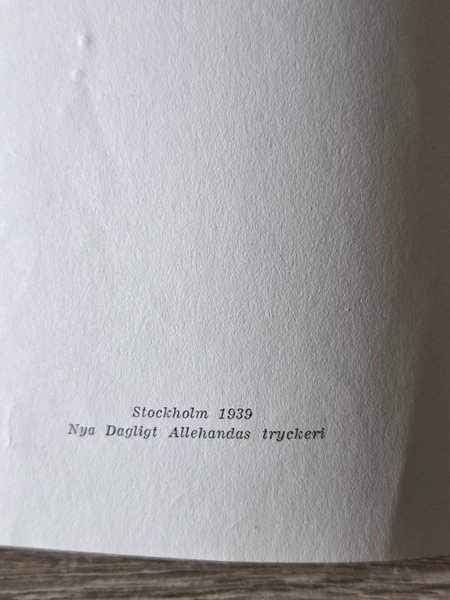 Stockholm 1939
Nya Dagligt Allehandas tryckeri